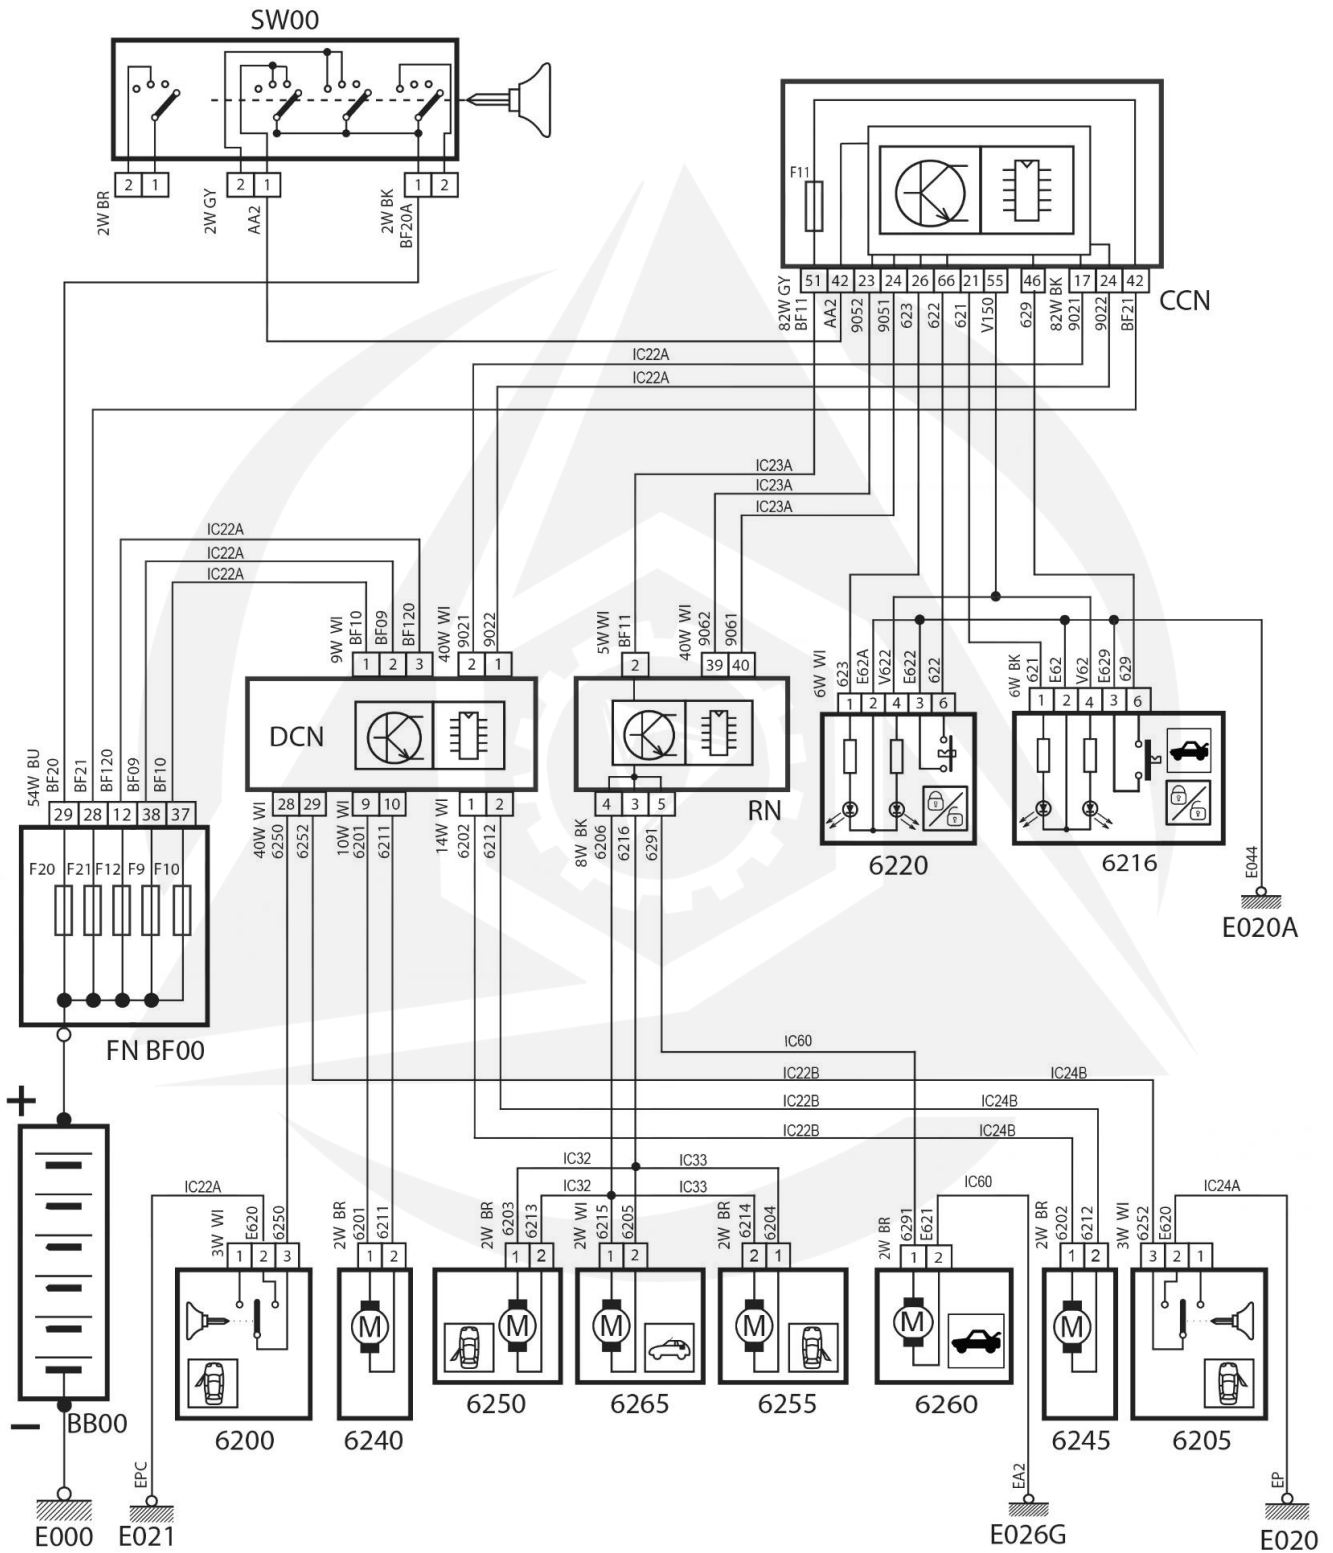 SW00
2 1 2 1 1 2
2W BR
2W GY
AA2
2W BK
BF20A
F11
51 42 23 24 26 66 21 55 46 17 24 42
CCN
82W GY
BF11
AA2
9052
9051
623
622
621
V150
629
82W BK
9021
9022
BF21
IC22A
IC22A
IC23A
IC23A
IC23A
IC22A
IC22A
IC22A
9W WI
BF10
BF09
BF120
40W WI
9021
9022
5W WI
BF11
40W WI
9062
9061
6W WI
623
E62A
V622
E622
622
6W BK
621
E62
V62
E629
629
1 2 3 2 1 2 39 40
1 2 4 3 6 1 2 4 3 6
DCN
54W BU
BF20
BF21
BF120
BF09
BF10
29 28 12 38 37
28 29 9 10 1 2 4 3 5
RN
40W WI
6250
6252
10W WI
6201
6211
14W WI
6202
6212
8W BK
6206
6216
6291
6220
6216
E044
E020A
F20 F21 F12 F9 F10
FN BF00
IC60
IC22B IC24B
IC22B IC24B
IC22B IC24B
+
IC32 IC33
IC32 IC33
IC22A
IC60
IC24A
3W WI
E620
6250
2W BR
6201
6211
2W BR
6203
6213
2W WI
6215
6205
2W BR
6214
6204
2W BR
6291
E621
2W BR
6202
6212
3W WI
6252
E620
1 2 3 1 2 1 2 1 2 2 1 1 2 1 2 3 2 1
M M M M M M
6250 6265 6255 6260
− BB00
6200 6240 6245 6205
EPC
EA2
EP
E000 E021 E026G E020